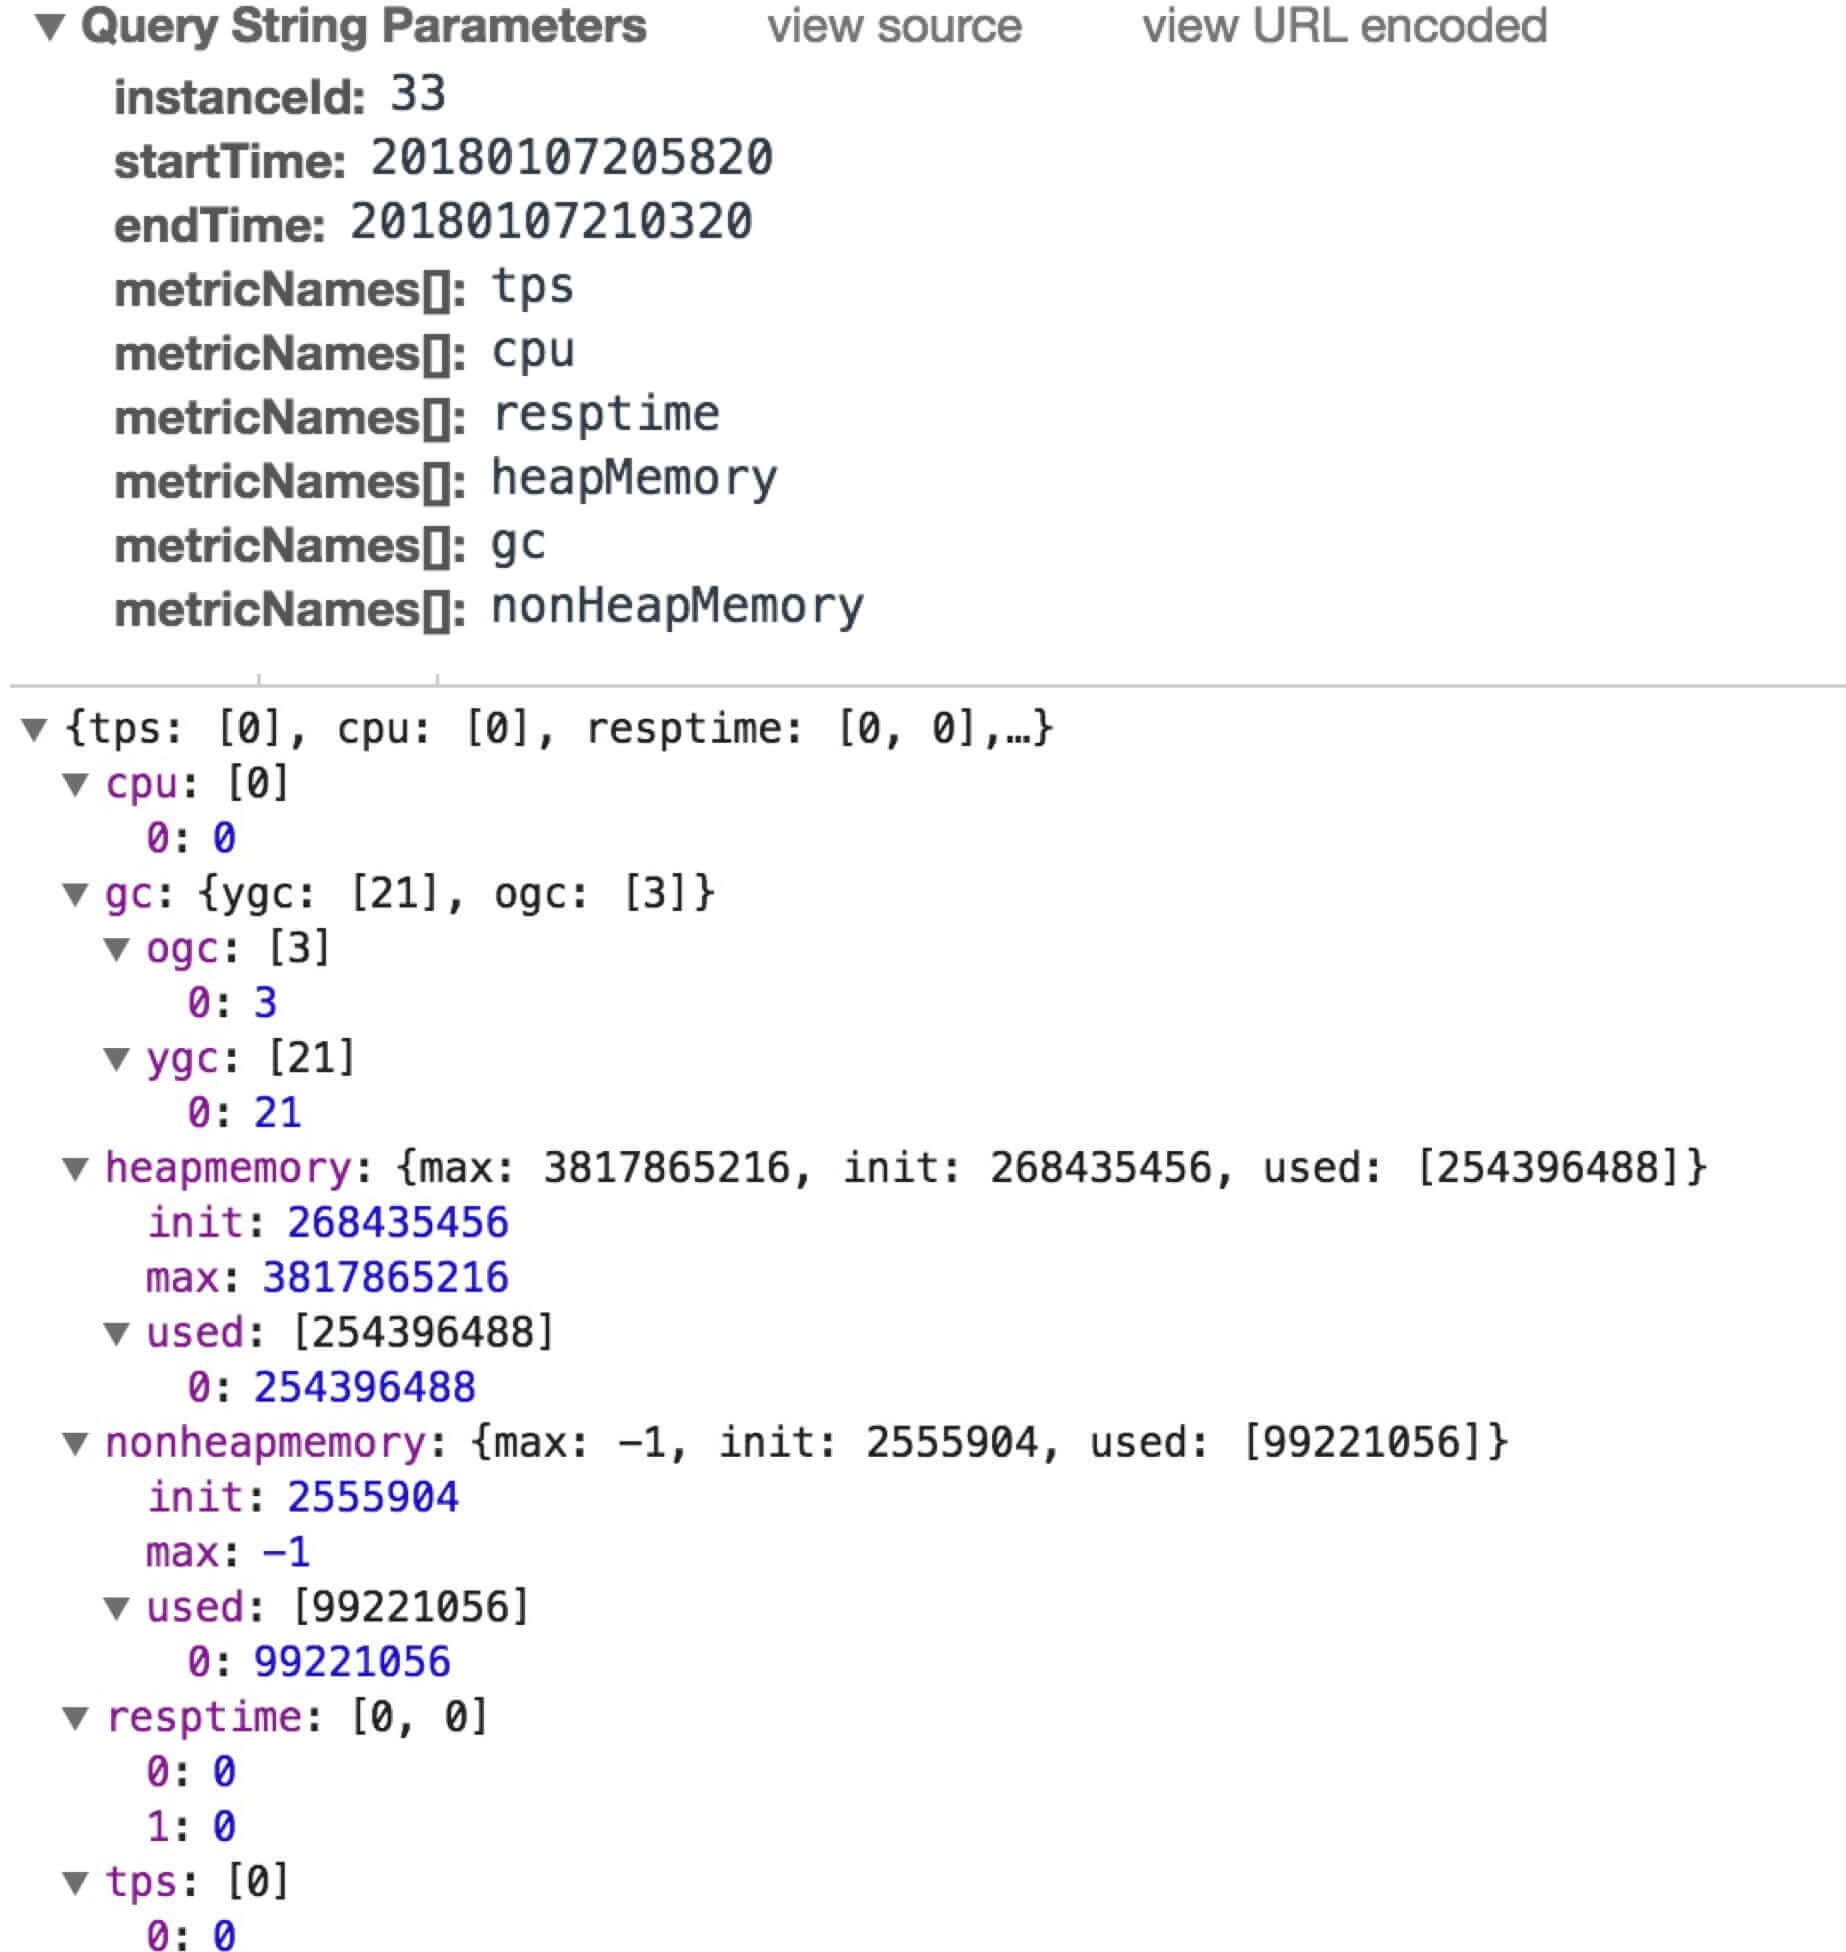 ▼ Query String Parameters view source view URL encoded
instanceId: 33
startTime: 20180107205820
endTime: 20180107210320
metricNames[]: tps
metricNames[]: cpu
metricNames[]: resptime
metricNames[]: heapMemory
metricNames[]: gc
metricNames[]: nonHeapMemory
▼ {tps: [0], cpu: [0], resptime: [0, 0],…}
▼ cpu: [0]
0: 0
▼ gc: {ygc: [21], ogc: [3]}
▼ ogc: [3]
0: 3
▼ ygc: [21]
0: 21
▼ heapmemory: {max: 3817865216, init: 268435456, used: [254396488]}
init: 268435456
max: 3817865216
▼ used: [254396488]
0: 254396488
▼ nonheapmemory: {max: −1, init: 2555904, used: [99221056]}
init: 2555904
max: −1
▼ used: [99221056]
0: 99221056
▼ resptime: [0, 0]
0: 0
1: 0
▼ tps: [0]
0: 0